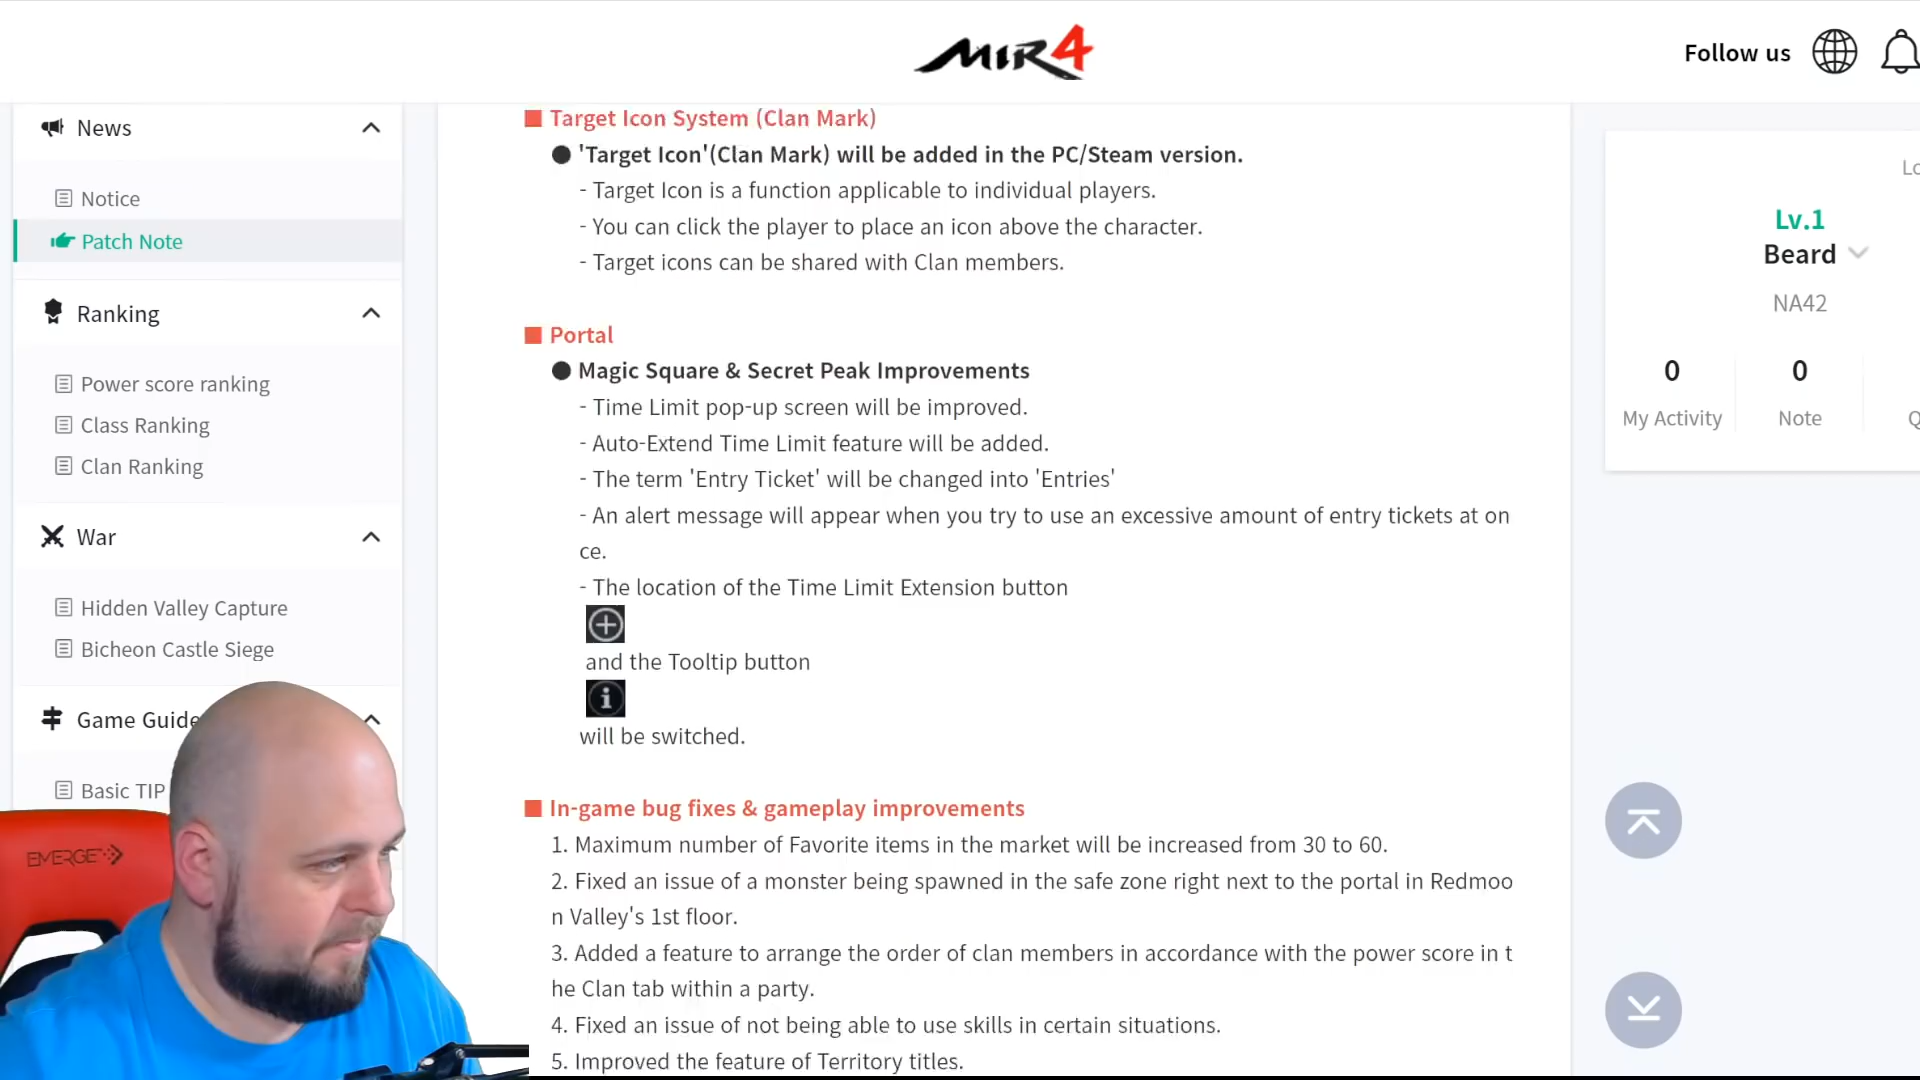 MIR4
Follow us
News
Notice
Patch Note
Ranking
Power score ranking
Class Ranking
Clan Ranking
War
Hidden Valley Capture
Bicheon Castle Siege
Game Guide
Basic TIP
EMERGE
■ Target Icon System (Clan Mark)
● 'Target Icon'(Clan Mark) will be added in the PC/Steam version.
- Target Icon is a function applicable to individual players.
- You can click the player to place an icon above the character.
- Target icons can be shared with Clan members.
■ Portal
● Magic Square & Secret Peak Improvements
- Time Limit pop-up screen will be improved.
- Auto-Extend Time Limit feature will be added.
- The term 'Entry Ticket' will be changed into 'Entries'
- An alert message will appear when you try to use an excessive amount of entry tickets at on
ce.
- The location of the Time Limit Extension button
and the Tooltip button
will be switched.
■ In-game bug fixes & gameplay improvements
1. Maximum number of Favorite items in the market will be increased from 30 to 60.
2. Fixed an issue of a monster being spawned in the safe zone right next to the portal in Redmoo
n Valley's 1st floor.
3. Added a feature to arrange the order of clan members in accordance with the power score in t
he Clan tab within a party.
4. Fixed an issue of not being able to use skills in certain situations.
5. Improved the feature of Territory titles.
Lo
Lv.1
Beard
NA42
0 0
My Activity Note Q